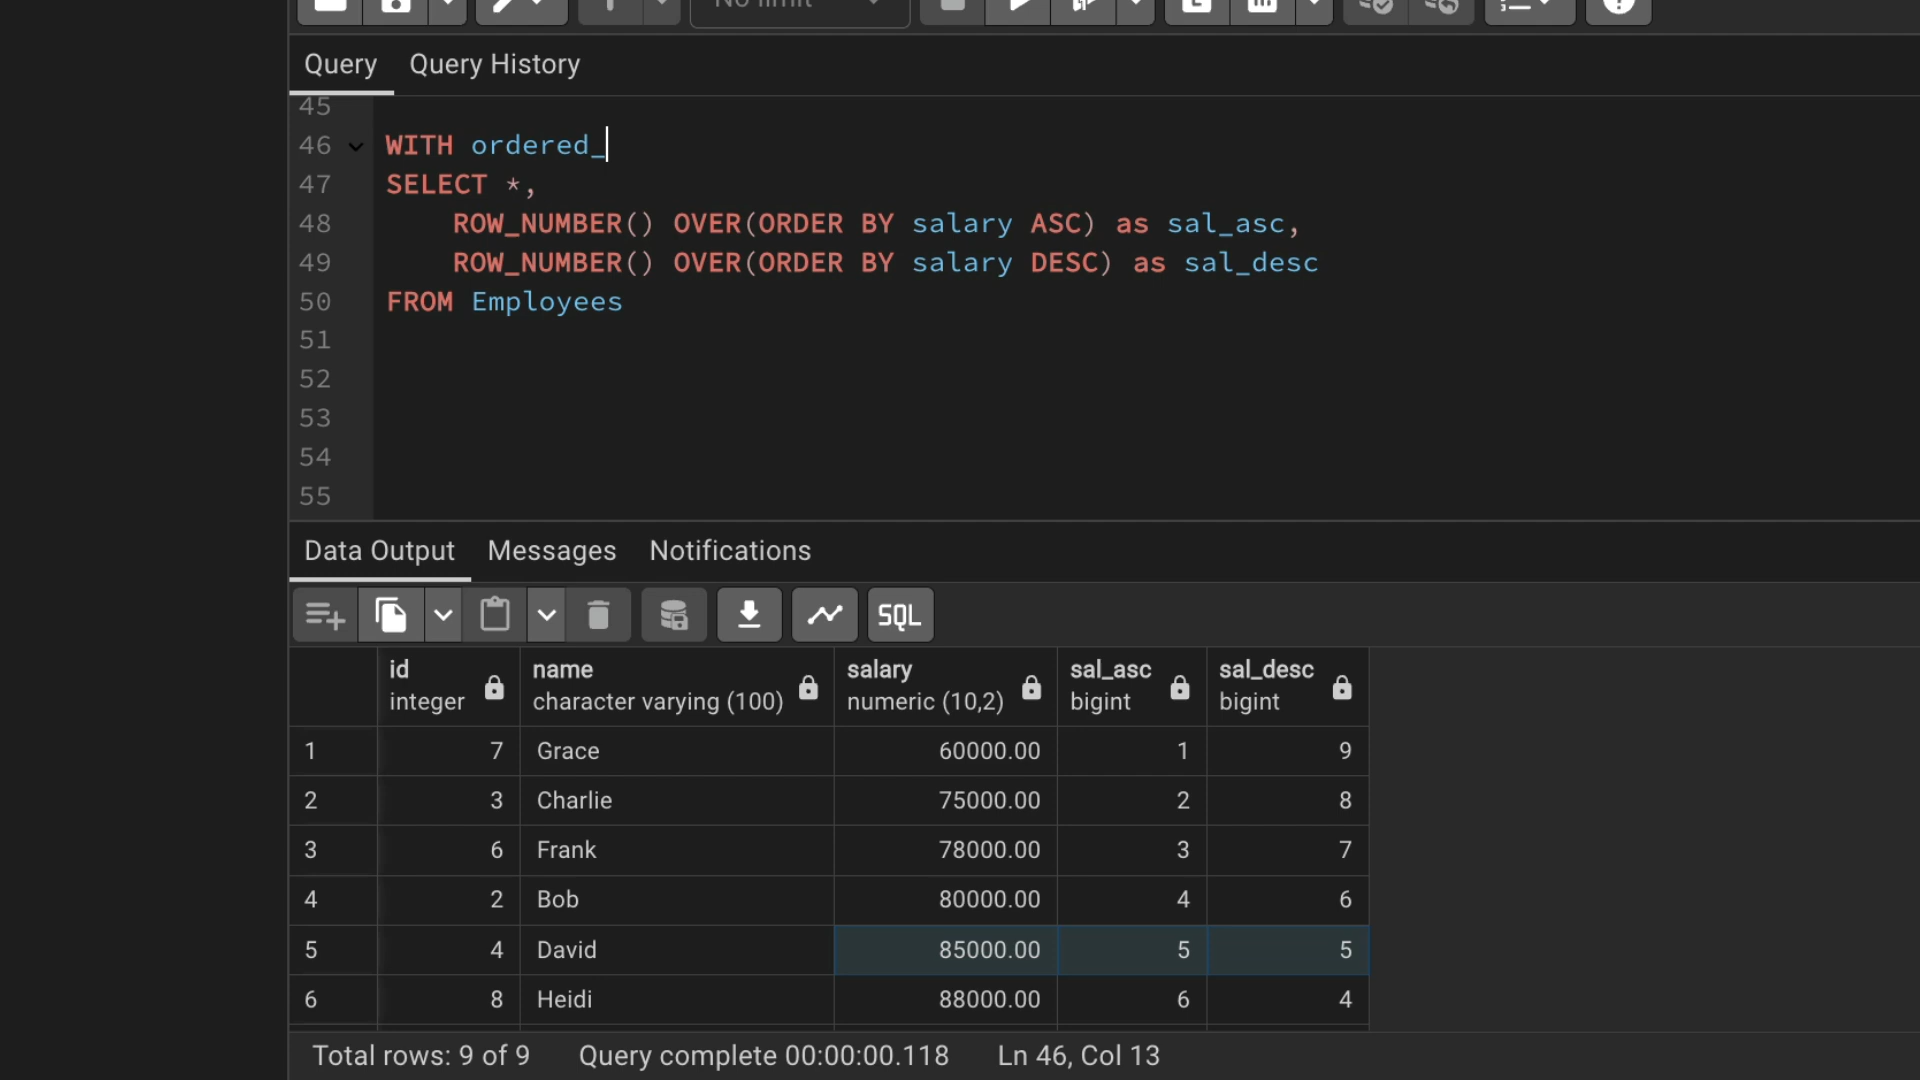 No limit
Query Query History
45
46 WITH ordered_
47 SELECT *,
48 ROW_NUMBER() OVER(ORDER BY salary ASC) as sal_asc,
49 ROW_NUMBER() OVER(ORDER BY salary DESC) as sal_desc
50 FROM Employees
51
52
53
54
55
Data Output Messages Notifications
SQL
id name salary sal_asc sal_desc
integer character varying (100) numeric (10,2) bigint bigint
1 7 Grace 60000.00 1 9
2 3 Charlie 75000.00 2 8
3 6 Frank 78000.00 3 7
4 2 Bob 80000.00 4 6
5 4 David 85000.00 5 5
6 8 Heidi 88000.00 6 4
Total rows: 9 of 9 Query complete 00:00:00.118 Ln 46, Col 13